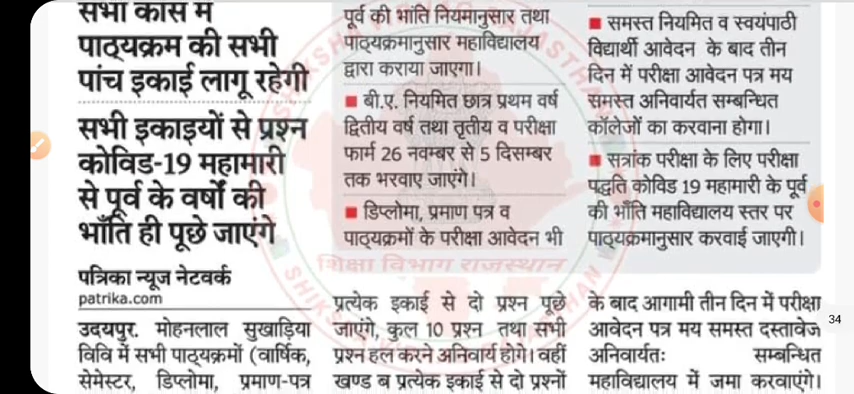 सभी कोर्स में
पाठ्यक्रम की सभी
पांच इकाई लागू रहेगी
सभी इकाइयों से प्रश्न
कोविड-19 महामारी
से पूर्व के वर्षों की
भाँति ही पूछे जाएंगे
पत्रिका न्यूज नेटवर्क
patrika.com
उदयपुर. मोहनलाल सुखाड़िया
विवि में सभी पाठ्यक्रमों (वार्षिक,
सेमेस्टर, डिप्लोमा, प्रमाण-पत्र
पूर्व की भांति नियमानुसार तथा
पाठ्यक्रमानुसार महाविद्यालय
द्वारा कराया जाएगा।
■ बी.ए. नियमित छात्र प्रथम वर्ष
द्वितीय वर्ष तथा तृतीय व परीक्षा
फार्म 26 नवम्बर से 5 दिसम्बर
तक भरवाए जाएंगे।
■ डिप्लोमा, प्रमाण पत्र व
पाठ्यक्रमों के परीक्षा आवेदन भी
शिक्षा विभाग राजस्थान
प्रत्येक इकाई से दो प्रश्न पूछे
जाएंगे, कुल 10 प्रश्न तथा सभी
प्रश्न हल करने अनिवार्य होंगे। वहीं
खण्ड ब प्रत्येक इकाई से दो प्रश्नों
■ समस्त नियमित व स्वयंपाठी
विद्यार्थी आवेदन के बाद तीन
दिन में परीक्षा आवेदन पत्र मय
समस्त अनिवार्यत सम्बन्धित
कॉलेजों का करवाना होगा।
■ सत्रांक परीक्षा के लिए परीक्षा
पद्धति कोविड 19 महामारी के पूर्व
की भाँति महाविद्यालय स्तर पर
पाठ्यक्रमानुसार करवाई जाएगी।
के बाद आगामी तीन दिन में परीक्षा
आवेदन पत्र मय समस्त दस्तावेज
अनिवार्यतः सम्बन्धित
महाविद्यालय में जमा करवाएंगे।
34